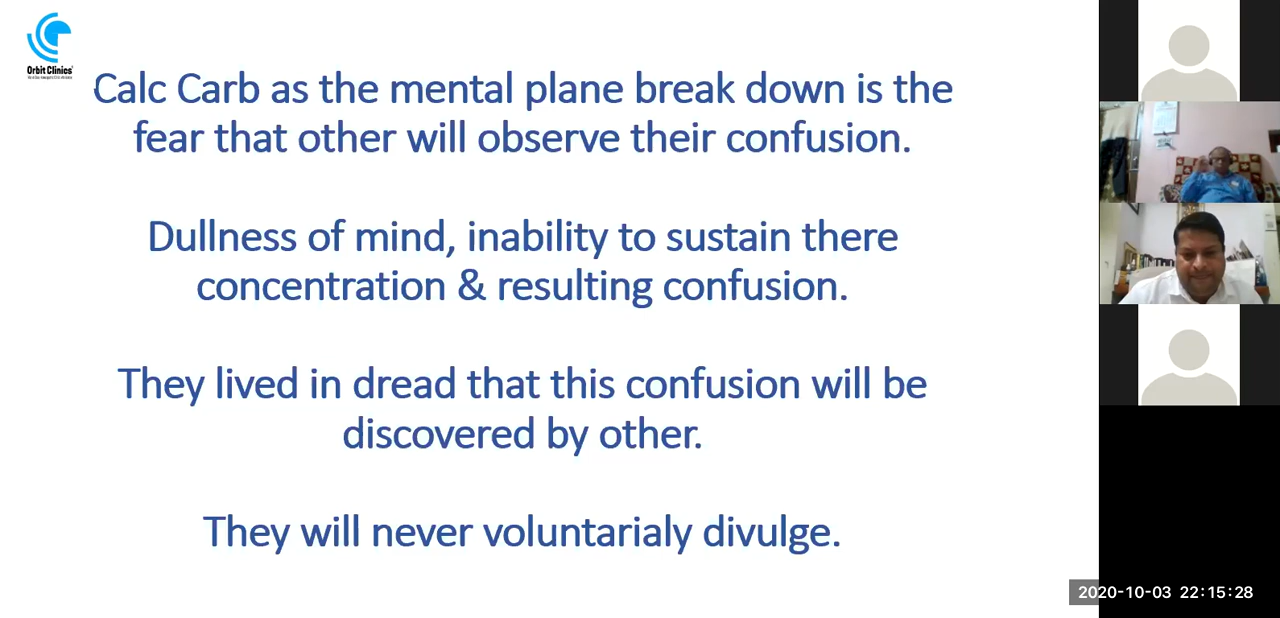 Orbit Clinics
Calc Carb as the mental plane break down is the
fear that other will observe their confusion.
Dullness of mind, inability to sustain there
concentration & resulting confusion.
They lived in dread that this confusion will be
discovered by other.
They will never voluntarialy divulge.
2020-10-03 22:15:28